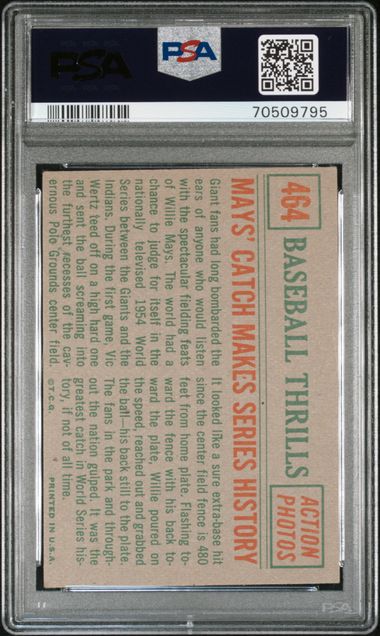 PSA
PSA
70509795
464 BASEBALL THRILLS ACTION PHOTOS
MAYS' CATCH MAKES SERIES HISTORY
Giant fans had long bombarded the
ears of anyone who would listen
with the spectacular fielding feats
of Willie Mays. The world had a
chance to judge for itself in the
nationally televised 1954 World
Series between the Giants and the
Indians. During the first game, Vic
Wertz teed off on a high hard one
and sent the ball screaming into
the furthest recesses of the cav-
ernous Polo Grounds center field.
It looked like a sure extra-base hit
since the center field fence is 480
feet from home plate. Flashing to-
ward the fence with his back to-
ward the plate, Willie poured on
the speed, reached out and grabbed
the ball—his back still to the plate.
The fans in the park and through-
out the nation gulped. It was the
greatest catch in World Series his-
tory, if not of all time.
© T.C.G.
PRINTED IN U.S.A.
PSA